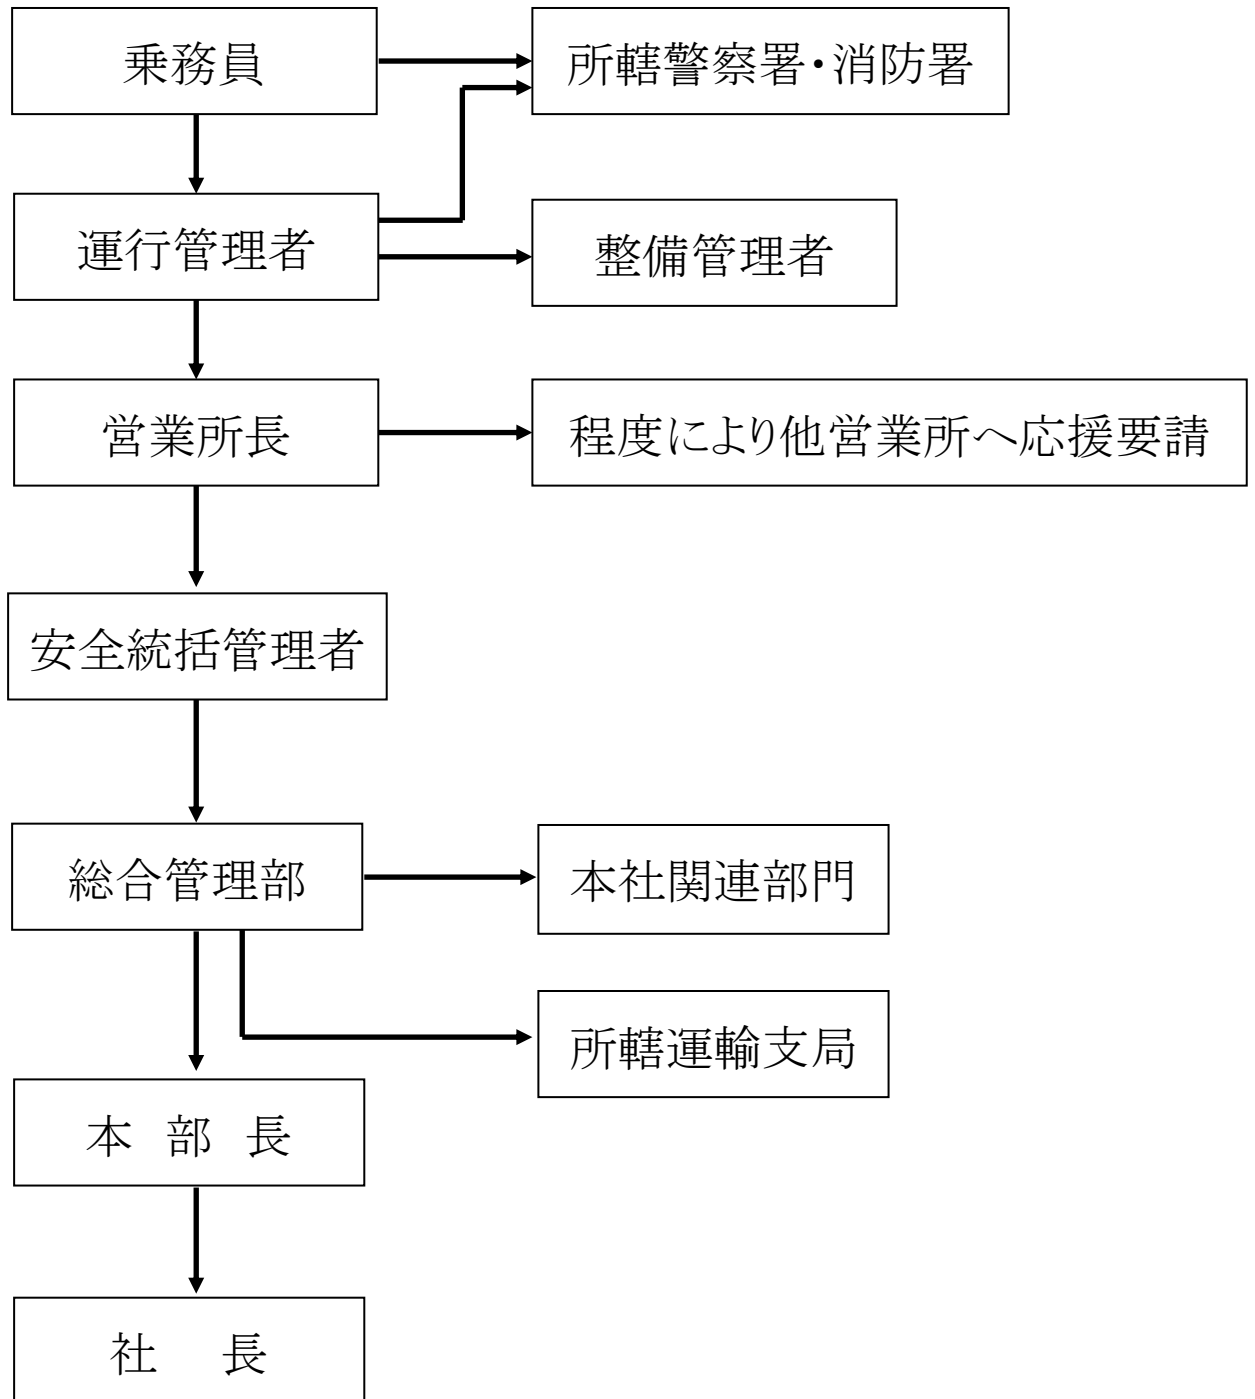 乗務員
所轄警察署・消防署
運行管理者
整備管理者
営業所長
程度により他営業所へ応援要請
安全統括管理者
総合管理部
本社関連部門
所轄運輸支局
本 部 長
社 長